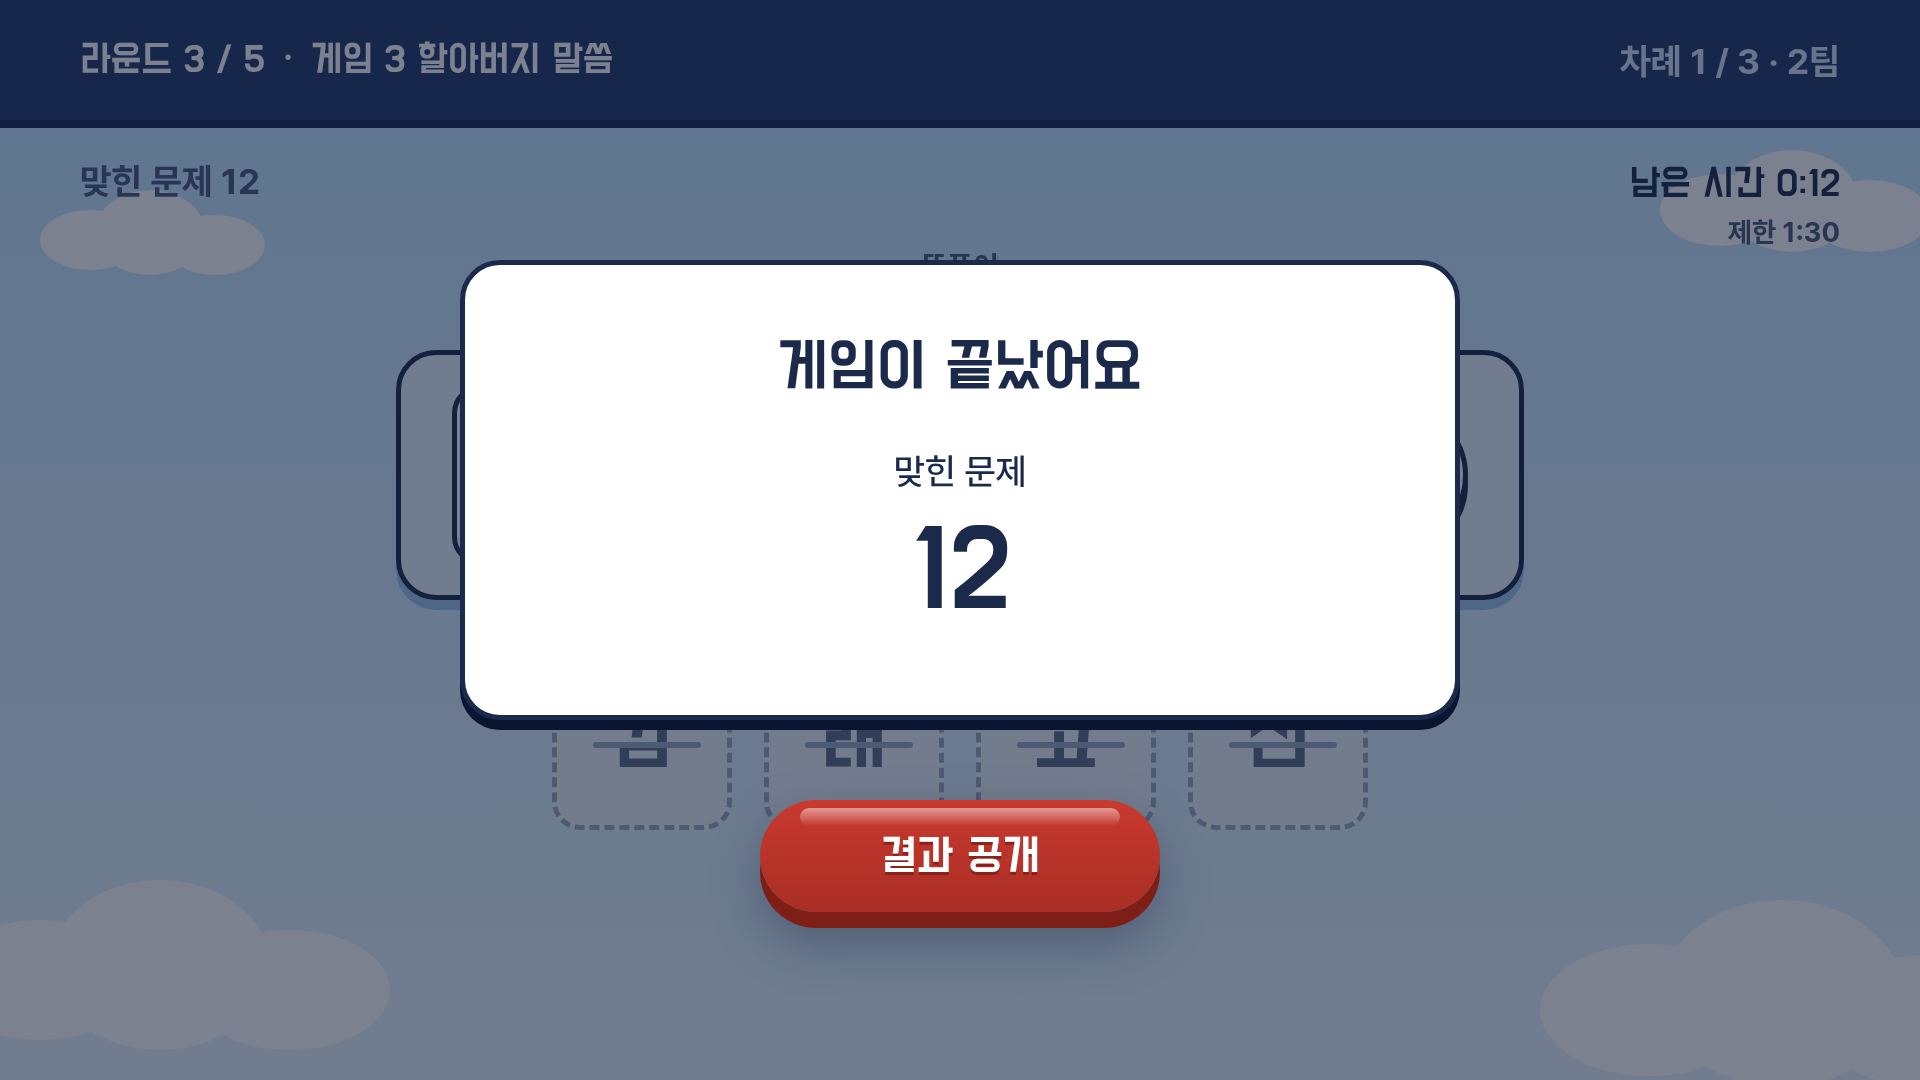 라운드 3 / 5 · 게임 3 할아버지 말씀
차례 1 / 3 · 2팀
맞힌 문제 12
남은 시간 0:12
제한 1:30
게임이 끝났어요
맞힌 문제
12
결과 공개